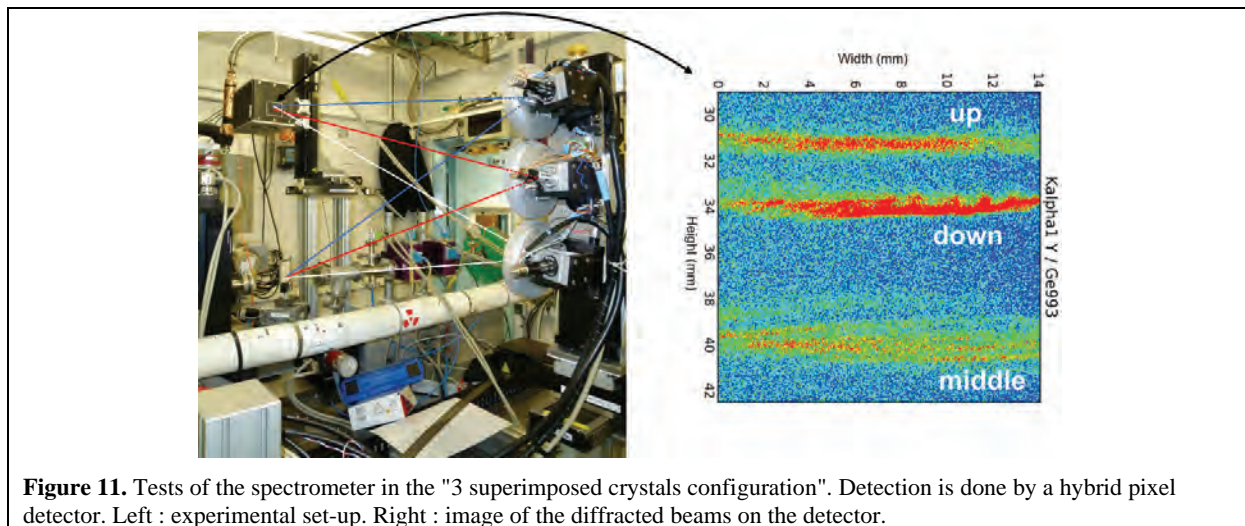 Width (mm)
0 2 4 6 8 10 12 14
30
32
34
36
38
40
42
Height (mm)
up
down
middle
Kalpha1 Y / Ge993
Figure 11. Tests of the spectrometer in the "3 superimposed crystals configuration". Detection is done by a hybrid pixel
detector. Left : experimental set-up. Right : image of the diffracted beams on the detector.